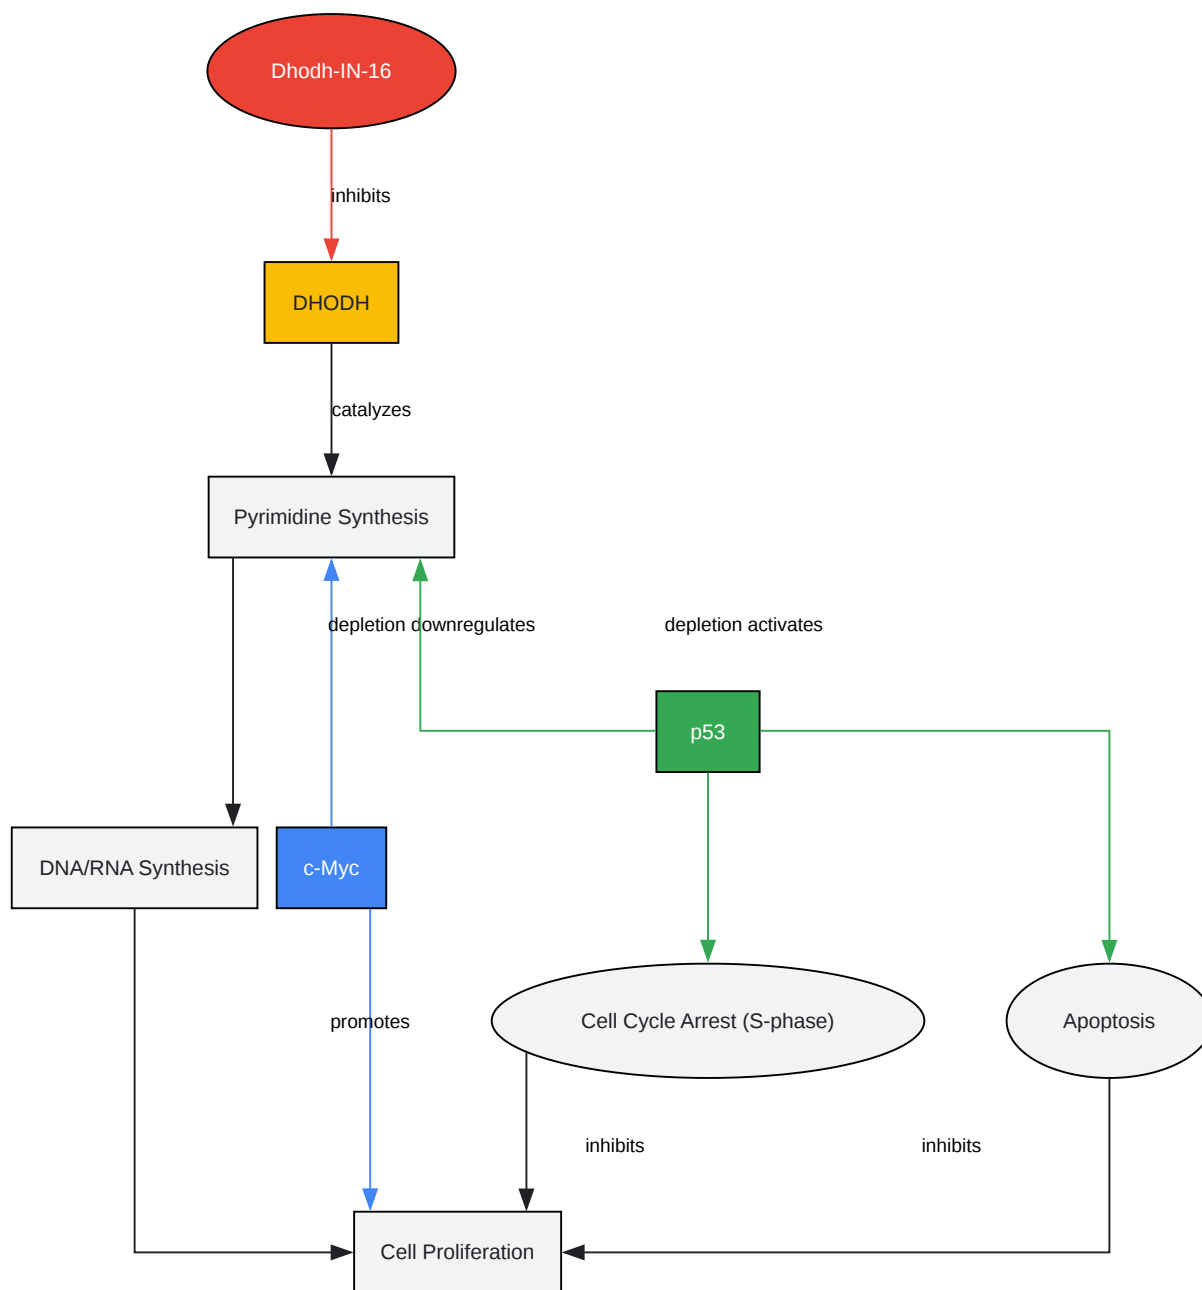 Dhodh-IN-16
inhibits
DHODH
catalyzes
Pyrimidine Synthesis
depletion downregulates
depletion activates
p53
DNA/RNA Synthesis
c-Myc
promotes
Cell Cycle Arrest (S-phase)
Apoptosis
inhibits
inhibits
Cell Proliferation